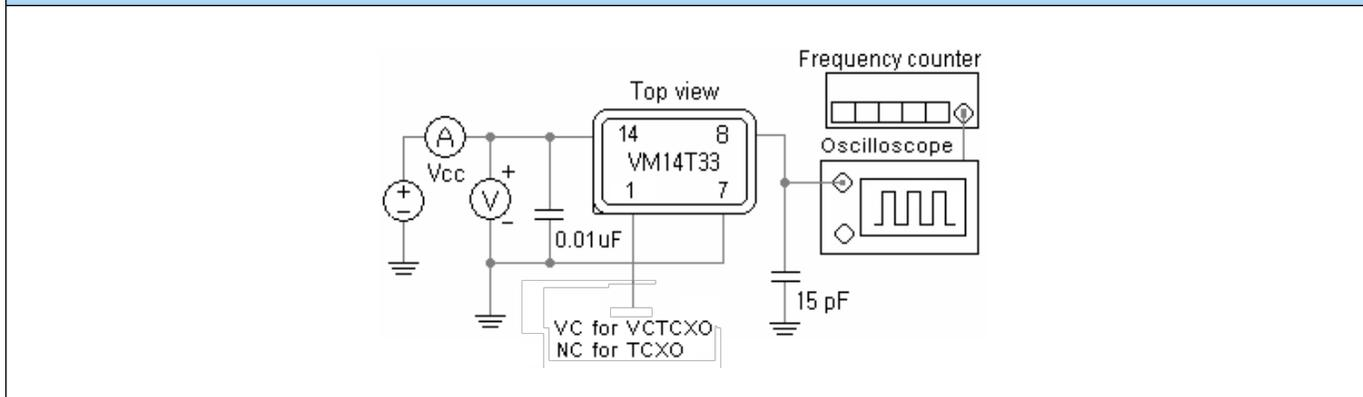 Frequency counter
Top view
14 8
VM14T33
1 7
Oscilloscope
A
Vcc
+
V
-
+
-
0.01uF
15 pF
VC for VCTCXO
NC for TCXO